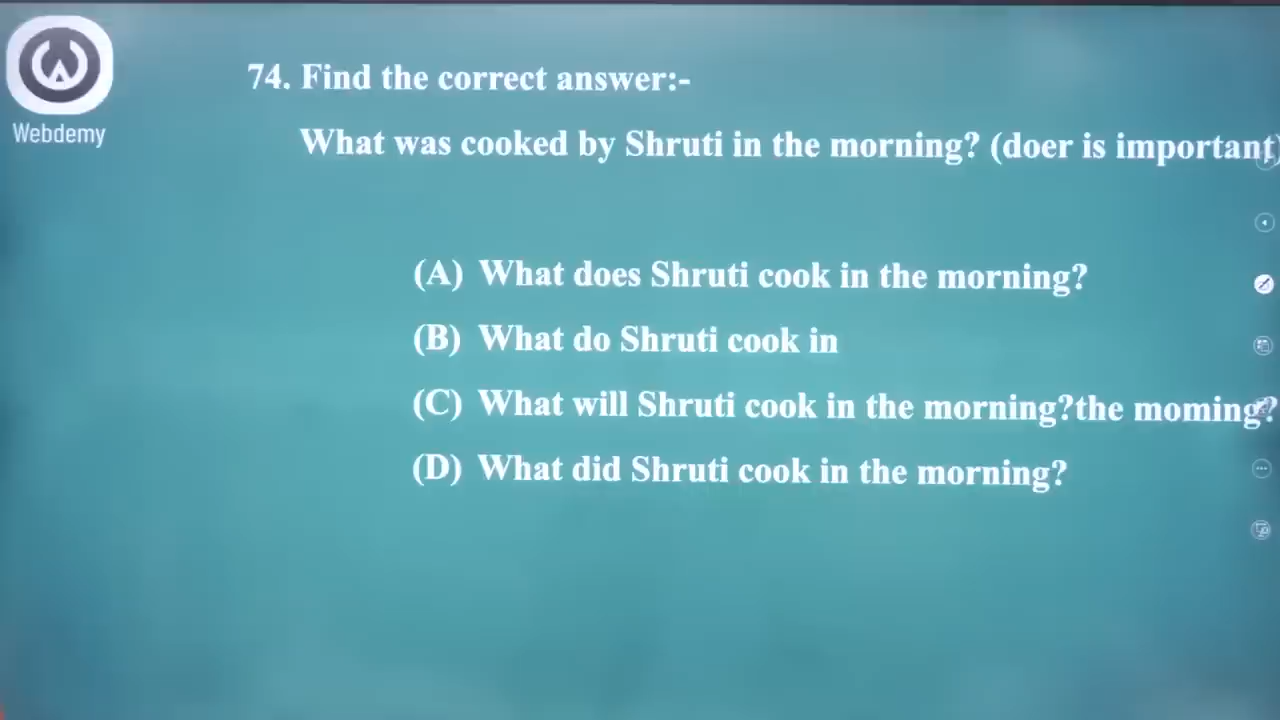 Webdemy
74. Find the correct answer:-
What was cooked by Shruti in the morning? (doer is important)
(A) What does Shruti cook in the morning?
(B) What do Shruti cook in
(C) What will Shruti cook in the morning?the moming?
(D) What did Shruti cook in the morning?